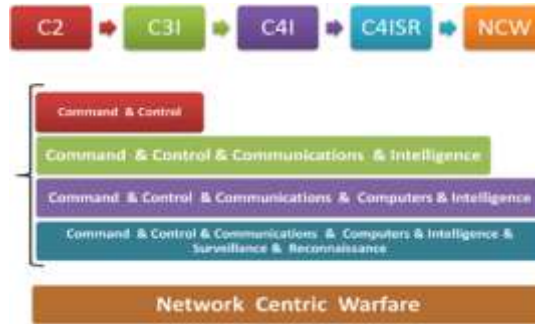 C2
C3I
C4I
C4ISR
NCW
Command & Control
Command & Control & Communications & Intelligence
Command & Control & Communications & Computers & Intelligence
Command & Control & Communications & Computers & Intelligence &
Surveillance & Reconnaissance
Network Centric Warfare